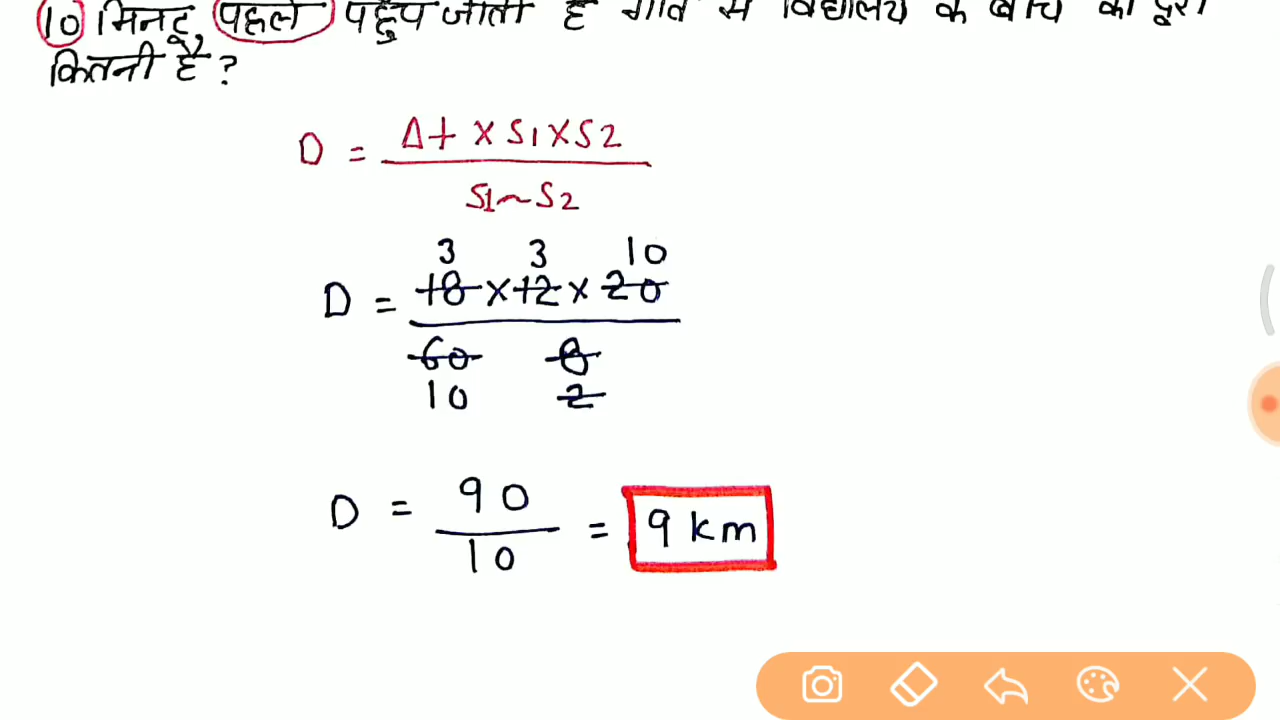 10 मिनट, पहले पहुँच जाती है गाँव से विद्यालय के बीच की दूरी
कितनी है ?
D = Δt × S1 × S2
S1 ~ S2
3 3 10
D = 18 × 12 × 20
60 8
10 2
D = 90
10
= 9 km